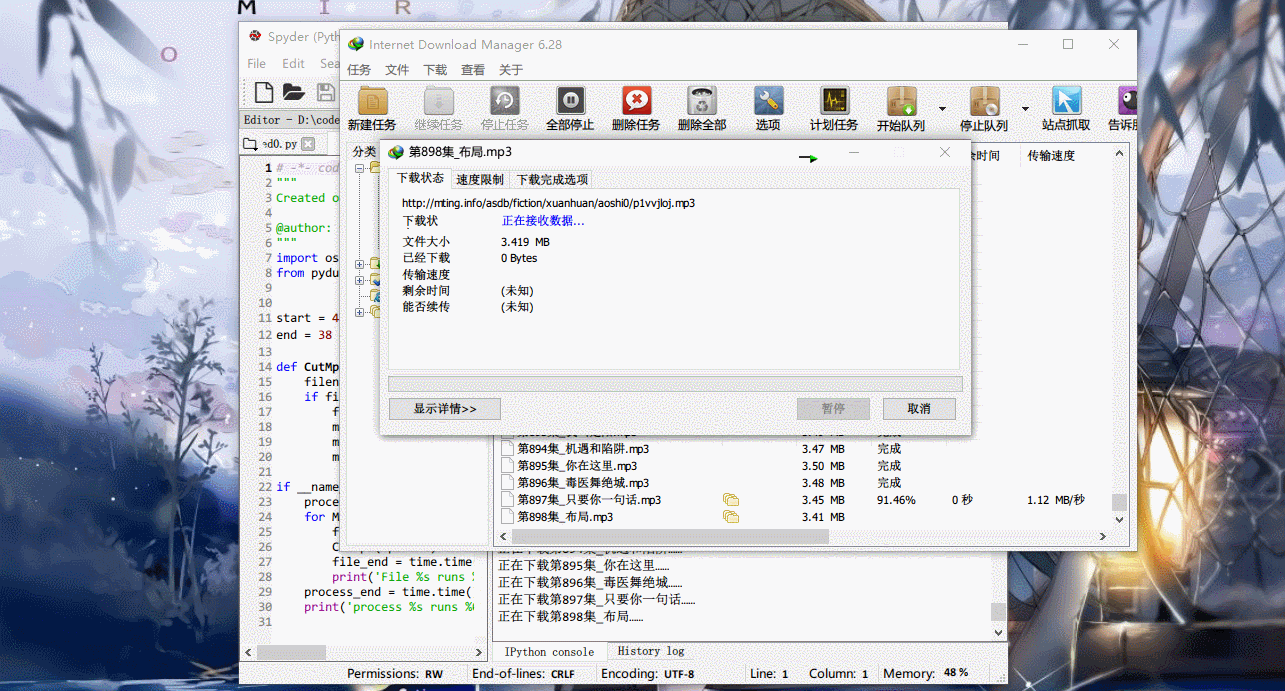 M I R
O
Spyder (Pyth
File Edit Sea
Editor - D:\code
d0.py
1 # -*- cod
2 """
3 Created o
4
5 @author:
6 """
7 import os
8 from pydu
9
10
11 start = 4
12 end = 38
13
14 def CutMp
15 filen
16 if fi
17 f
18 m
19 m
20 m
21
22 if __name
23 proce
24 for M
25 f
26
27 file_end = time.time
28 print('File %s runs
29 process_end = time.time(
30 print('process %s runs %
31
Internet Download Manager 6.28
任务 文件 下载 查看 关于
新建任务 继续任务 停止任务 全部停止 删除任务 删除全部 选项 计划任务 开始队列 停止队列 站点抓取 告诉朋
分类
余时间 传输速度
第898集_布局.mp3
下载状态 速度限制 下载完成选项
http://mting.info/asdb/fiction/xuanhuan/aoshi0/p1vvjloj.mp3
下载状 正在接收数据...
文件大小 3.419 MB
已经下载 0 Bytes
传输速度
剩余时间 (未知)
能否续传 (未知)
显示详情>> 暂停 取消
第894集_机遇和陷阱.mp3 3.47 MB 完成
第895集_你在这里.mp3 3.50 MB 完成
第896集_毒医舞绝城.mp3 3.48 MB 完成
第897集_只要你一句话.mp3 3.45 MB 91.46% 0 秒 1.12 MB/秒
第898集_布局.mp3 3.41 MB
正在下载第894集_机遇和陷阱……
正在下载第895集_你在这里……
正在下载第896集_毒医舞绝城……
正在下载第897集_只要你一句话……
正在下载第898集_布局……
IPython console History log
Permissions: RW End-of-lines: CRLF Encoding: UTF-8 Line: 1 Column: 1 Memory: 48 %